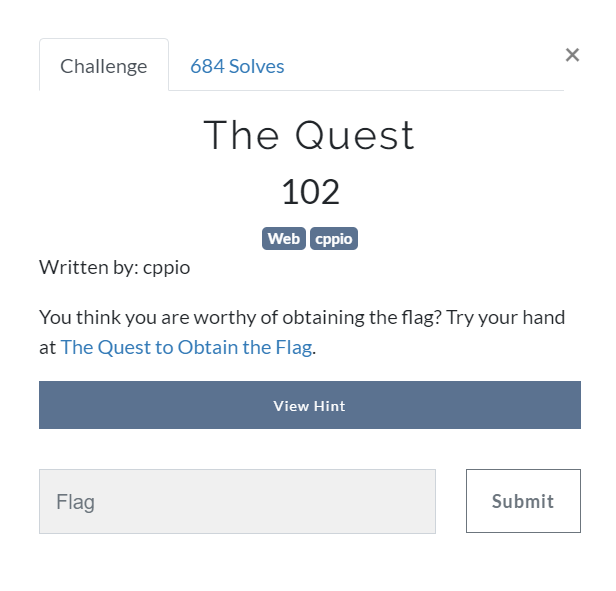 Challenge
684 Solves
×
The Quest
102
Web cppio
Written by: cppio
You think you are worthy of obtaining the flag? Try your hand
at The Quest to Obtain the Flag.
View Hint
Flag
Submit